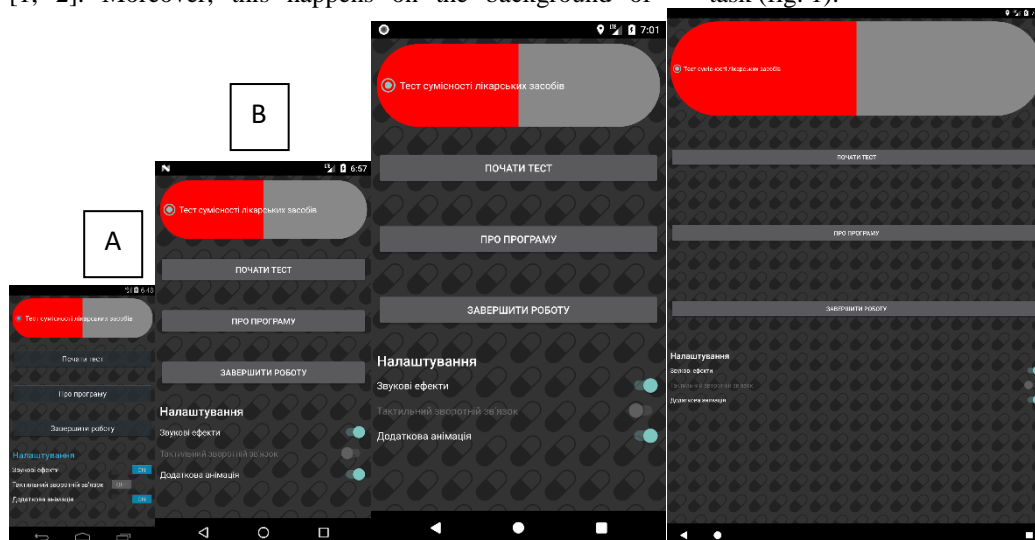 [1, 2]. Moreover, this happens on the background of
task (fig. 1).
A
6:43
Тест сумісності лікарських засобів
Почати тест
Про програму
Завершити роботу
Налаштування
Звукові ефекти
ON
Тактильний зворотній зв'язок
Додаткова анімація
ON
B
6:57
Тест сумісності лікарських засобів
ПОЧАТИ ТЕСТ
ПРО ПРОГРАМУ
ЗАВЕРШИТИ РОБОТУ
Налаштування
Звукові ефекти
Тактильний зворотній зв'язок
Додаткова анімація
7:01
Тест сумісності лікарських засобів
ПОЧАТИ ТЕСТ
ПРО ПРОГРАМУ
ЗАВЕРШИТИ РОБОТУ
Налаштування
Звукові ефекти
Тактильний зворотній зв'язок
Додаткова анімація
Тест сумісності лікарських засобів
ПОЧАТИ ТЕСТ
ПРО ПРОГРАМУ
ЗАВЕРШИТИ РОБОТУ
Налаштування
Звукові ефекти
Тактильний зворотній зв'язок
Додаткова анімація